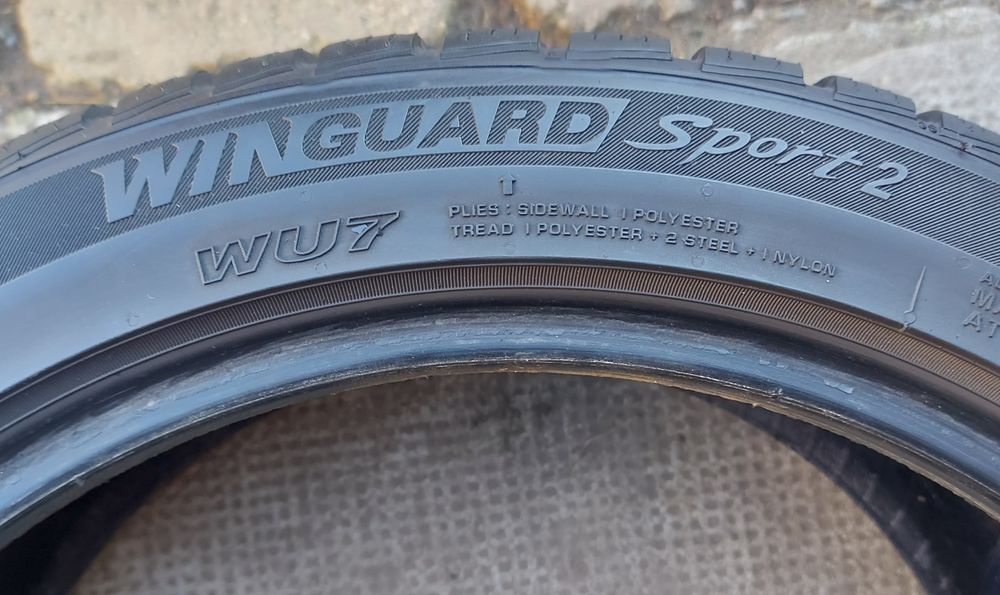 WINGUARD Sport 2
WU7
PLIES : SIDEWALL 1 POLYESTER
TREAD 1 POLYESTER + 2 STEEL + 1 NYLON